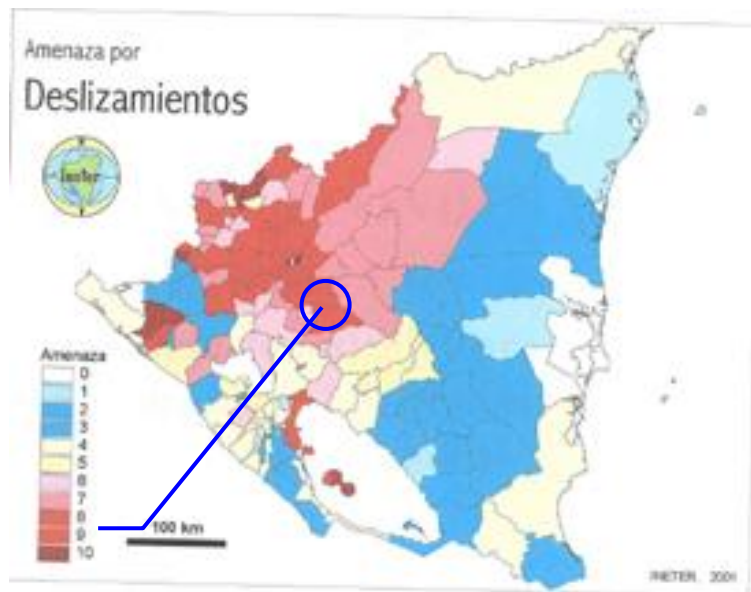 Amenaza por
Deslizamientos
Ineter
Amenaza
0
1
2
3
4
5
6
7
8
9
10
100 km
INETER, 2001